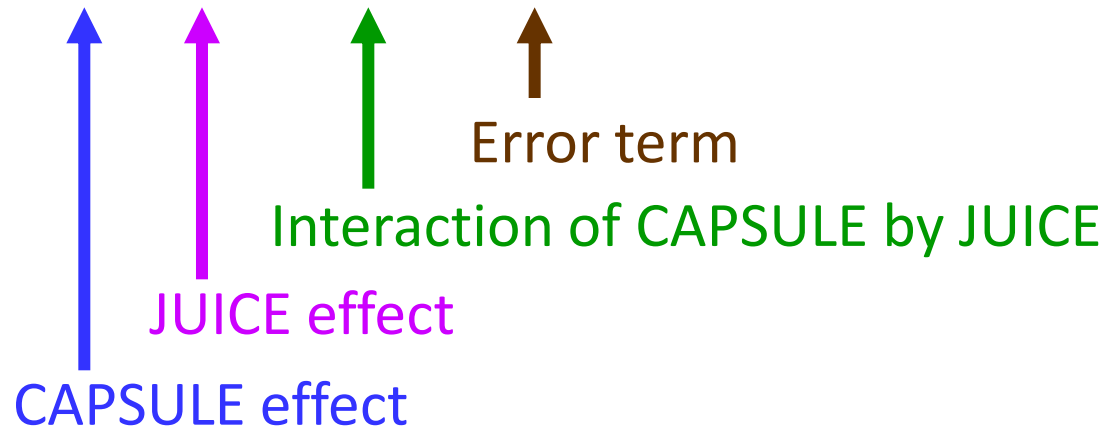 Error term
Interaction of CAPSULE by JUICE
JUICE effect
CAPSULE effect